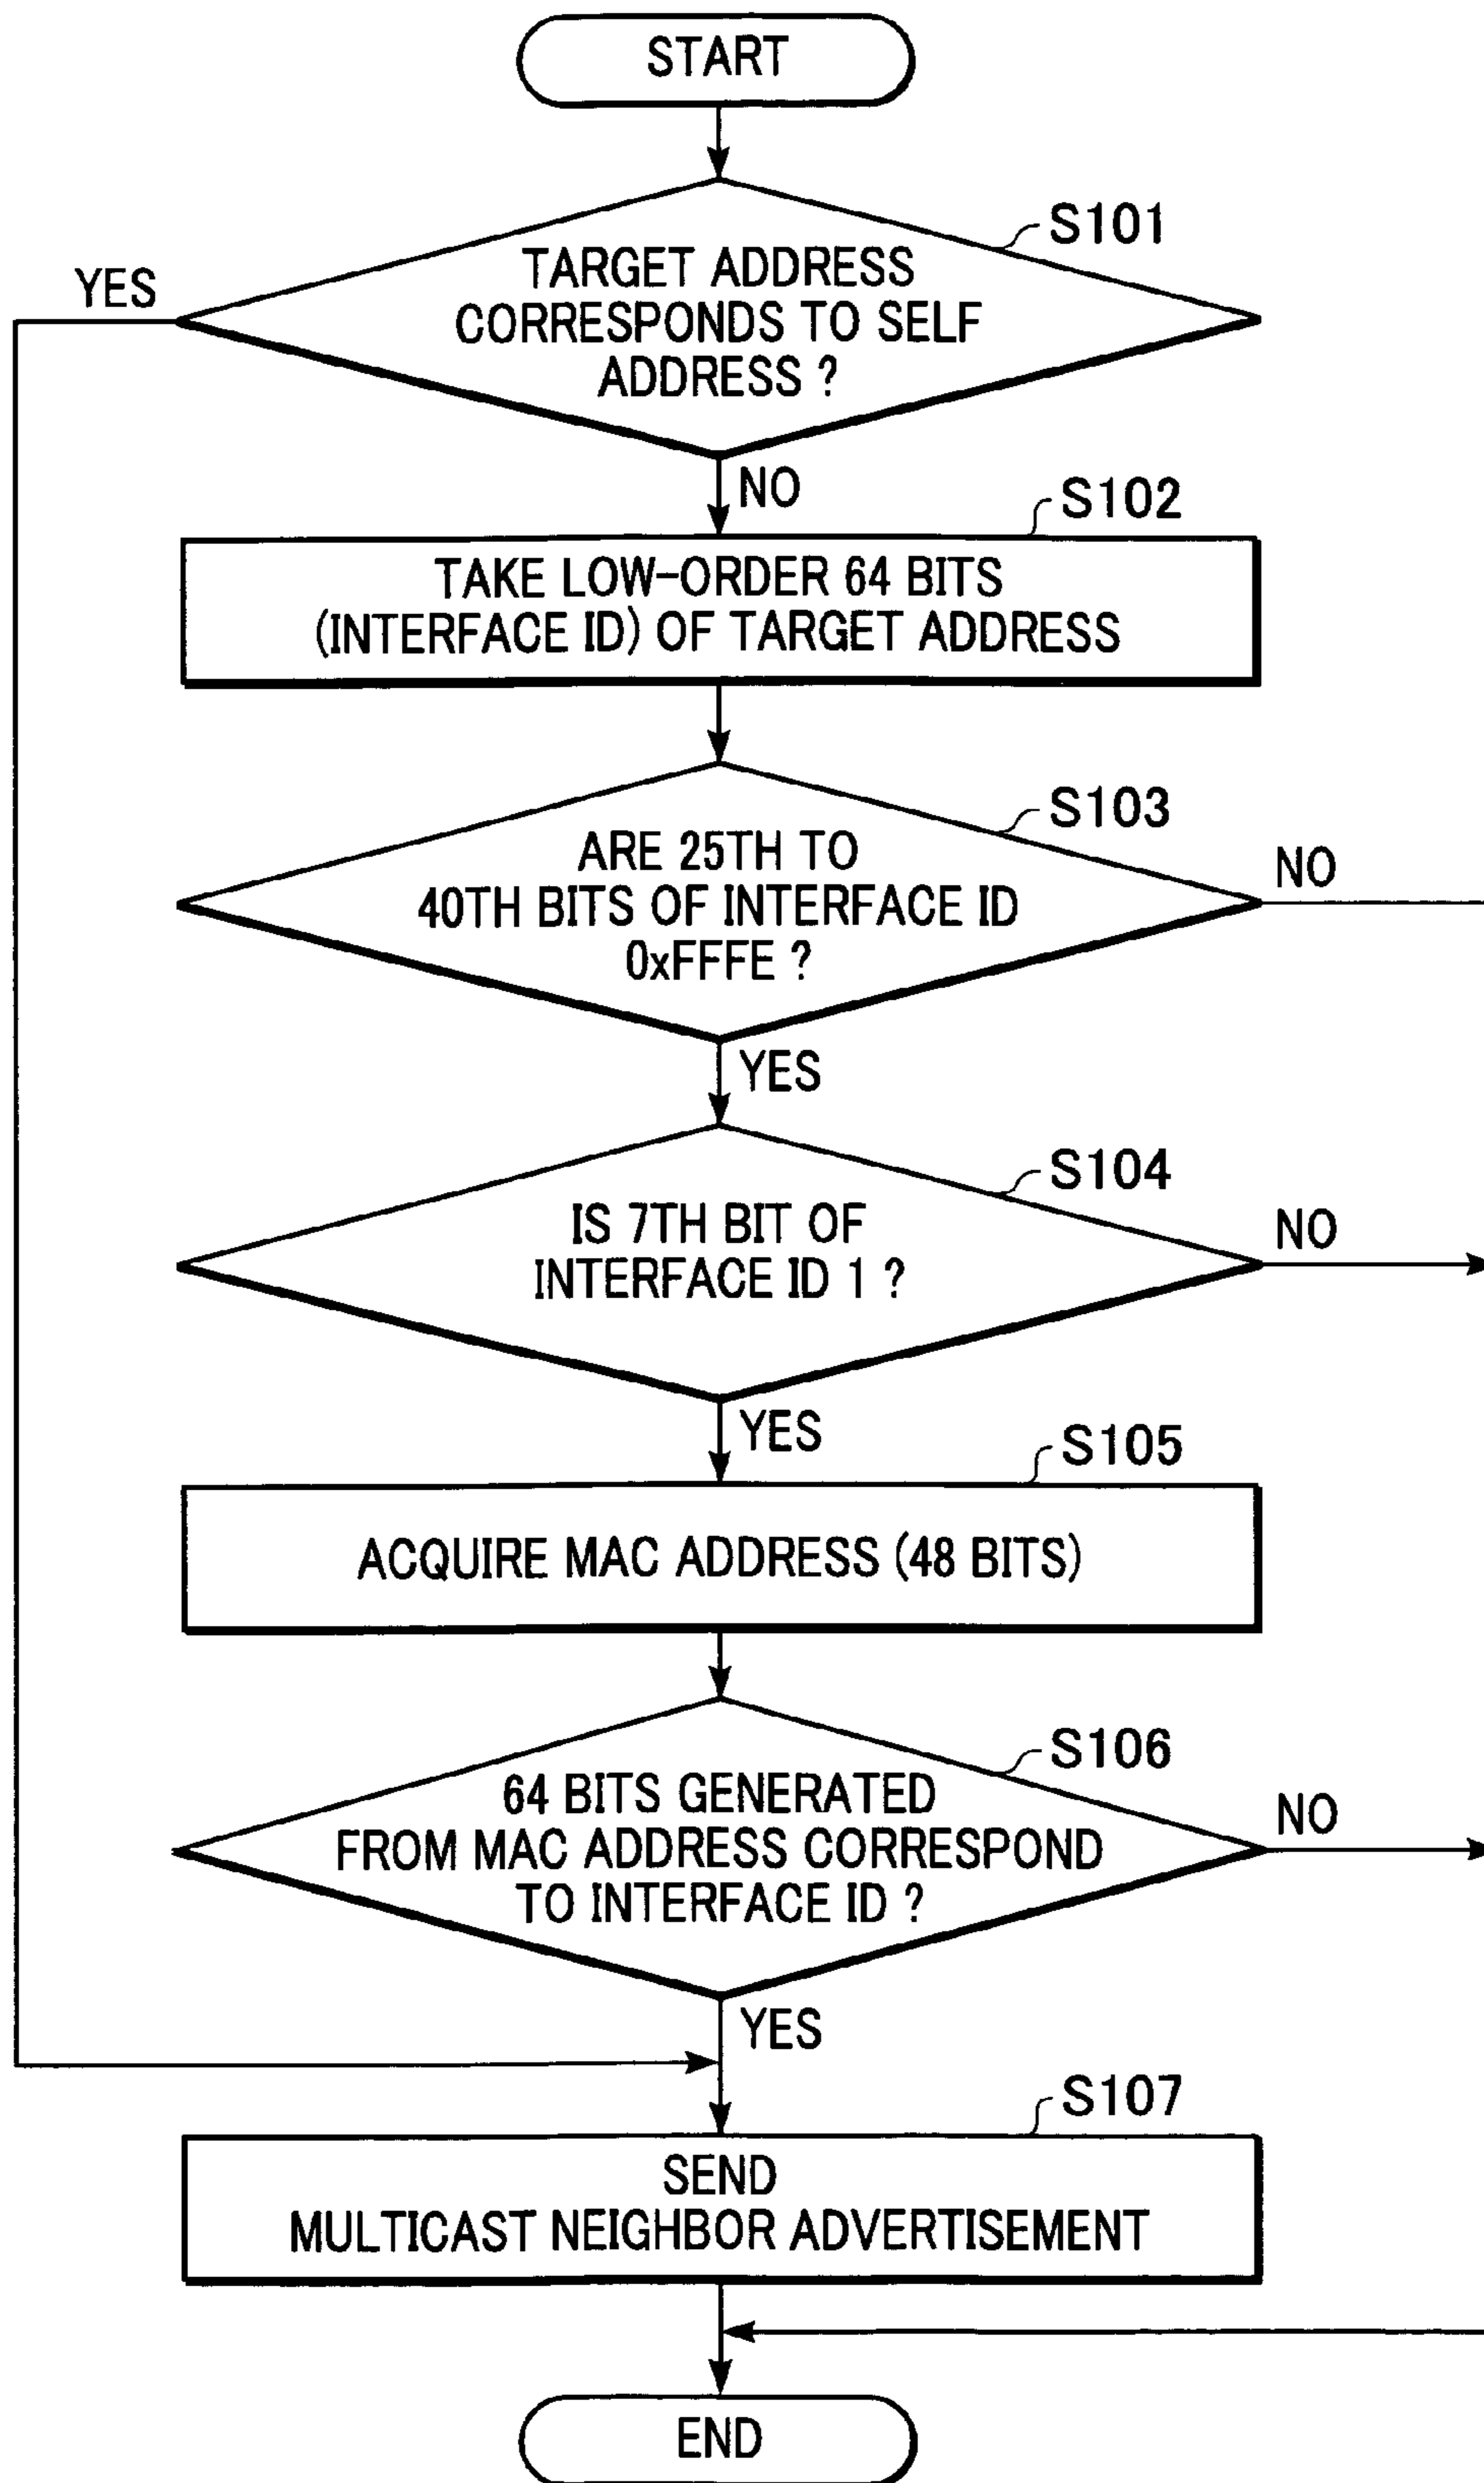 START
S101
TARGET ADDRESS
CORRESPONDS TO SELF
ADDRESS ?
YES
NO
S102
TAKE LOW-ORDER 64 BITS
(INTERFACE ID) OF TARGET ADDRESS
S103
ARE 25TH TO
40TH BITS OF INTERFACE ID
0xFFFE ?
NO
YES
S104
IS 7TH BIT OF
INTERFACE ID 1 ?
NO
YES
S105
ACQUIRE MAC ADDRESS (48 BITS)
S106
64 BITS GENERATED
FROM MAC ADDRESS CORRESPOND
TO INTERFACE ID ?
NO
YES
S107
SEND
MULTICAST NEIGHBOR ADVERTISEMENT
END